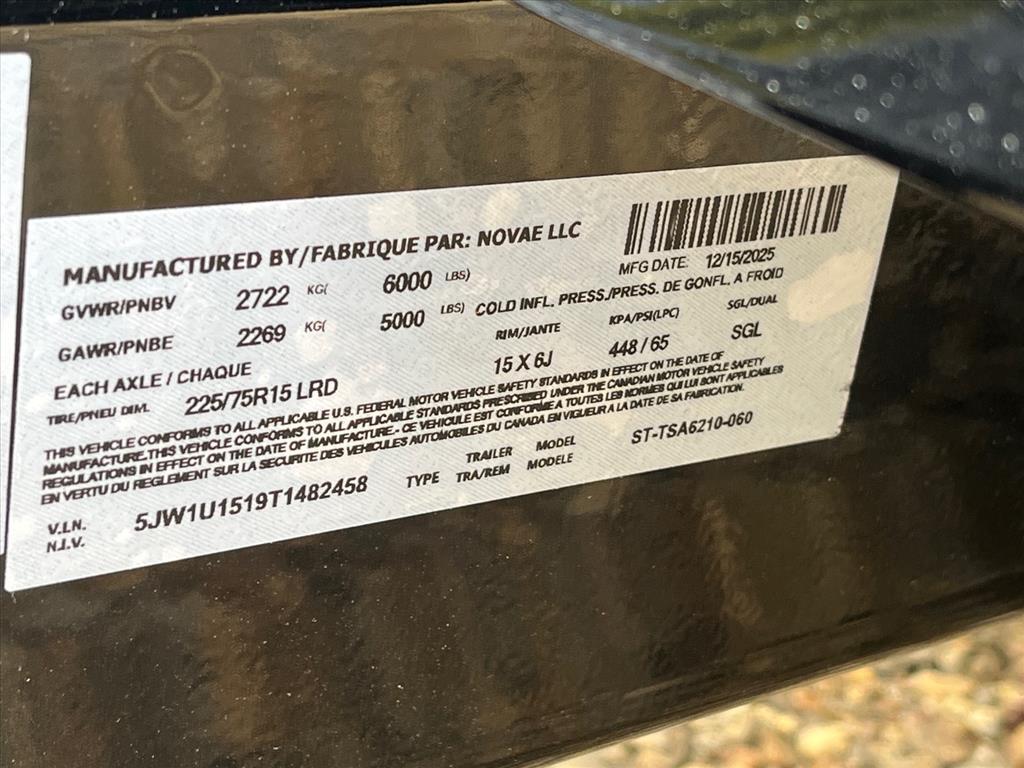 MANUFACTURED BY/FABRIQUE PAR: NOVAE LLC
MFG DATE: 12/15/2025
GVWR/PNBV 2722 KG( 6000 LBS)
GAWR/PNBE 2269 KG( 5000 LBS) COLD INFL. PRESS./PRESS. DE GONFL. A FROID
EACH AXLE / CHAQUE RIM/JANTE KPA/PSI(LPC) SGL/DUAL
TIRE/PNEU DIM. 225/75R15 LRD 15 X 6J 448 / 65 SGL
THIS VEHICLE CONFORMS TO ALL APPLICABLE U.S. FEDERAL MOTOR VEHICLE SAFETY STANDARDS IN EFFECT ON THE DATE OF
MANUFACTURE.THIS VEHICLE CONFORMS TO ALL APPLICABLE STANDARDS PRESCRIBED UNDER THE CANADIAN MOTOR VEHICLE SAFETY
REGULATIONS IN EFFECT ON THE DATE OF MANUFACTURE.- CE VEHICULE EST CONFORME A TOUTES LES NORMES QUI LUI SONT APPLICABLES
EN VERTU DU REGLEMENT SUR LA SECURITE DES VEHICULES AUTOMOBILES DU CANADA EN VIGUEUR A LA DATE DE SA FABRICATION.
V.I.N. 5JW1U1519T1482458 TYPE TRAILER MODEL ST-TSA6210-060
N.I.V. TRA/REM MODELE